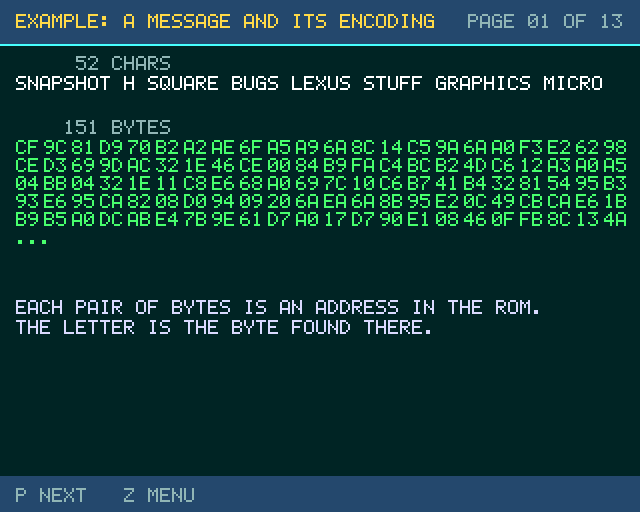 EXAMPLE: A MESSAGE AND ITS ENCODING PAGE 01 OF 13
52 CHARS
SNAPSHOT H SQUARE BUGS LEXUS STUFF GRAPHICS MICRO
151 BYTES
CF 9C 81 D9 70 B2 A2 AE 6F A5 A9 6A 8C 14 C5 9A 6A A0 F3 E2 62 98
CE D3 69 9D AC 32 1E 46 CE 00 84 B9 FA C4 BC B2 4D C6 12 A3 A0 A5
04 BB 04 32 1E 11 C8 E6 68 A0 69 7C 10 C6 B7 41 B4 32 81 54 95 B3
93 E6 95 CA 82 08 D0 94 09 20 6A EA 6A 8B 95 E2 0C 49 CB CA E6 1B
B9 B5 A0 DC AB E4 7B 9E 61 D7 A0 17 D7 90 E1 08 46 0F FB 8C 13 4A
...
EACH PAIR OF BYTES IS AN ADDRESS IN THE ROM.
THE LETTER IS THE BYTE FOUND THERE.
P NEXT Z MENU